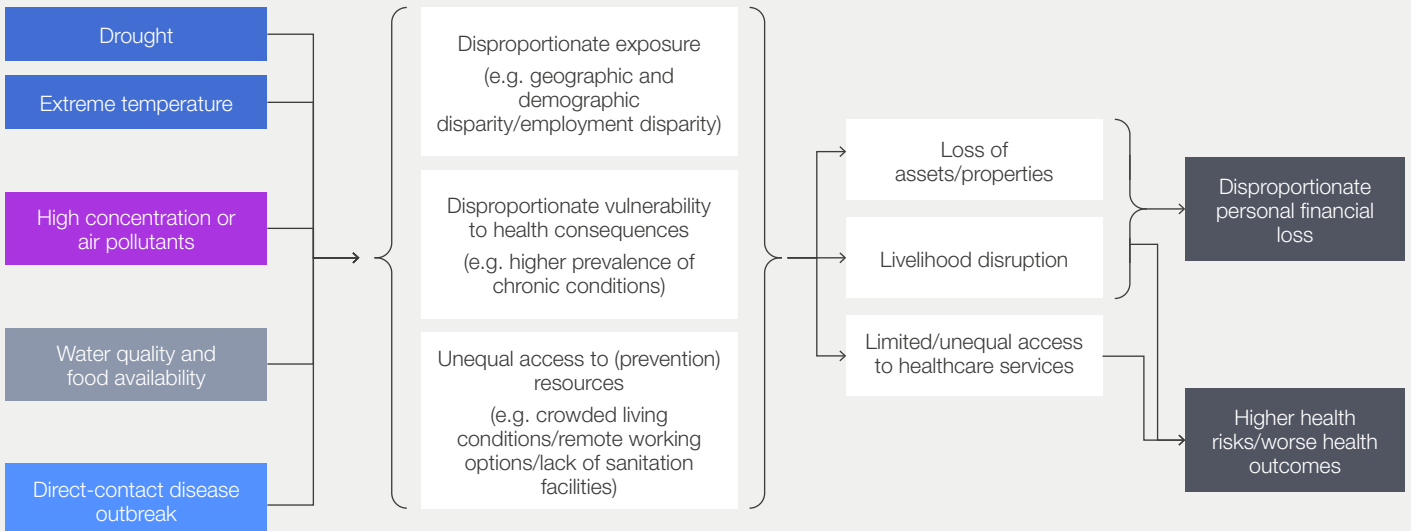 Drought
Extreme temperature
High concentration or
air pollutants
Water quality and
food availability
Direct-contact disease
outbreak
Disproportionate exposure
(e.g. geographic and
demographic
disparity/employment disparity)
Disproportionate vulnerability
to health consequences
(e.g. higher prevalence of
chronic conditions)
Unequal access to (prevention)
resources
(e.g. crowded living
conditions/remote working
options/lack of sanitation
facilities)
Loss of
assets/properties
Livelihood disruption
Limited/unequal access
to healthcare services
Disproportionate
personal financial
loss
Higher health
risks/worse health
outcomes